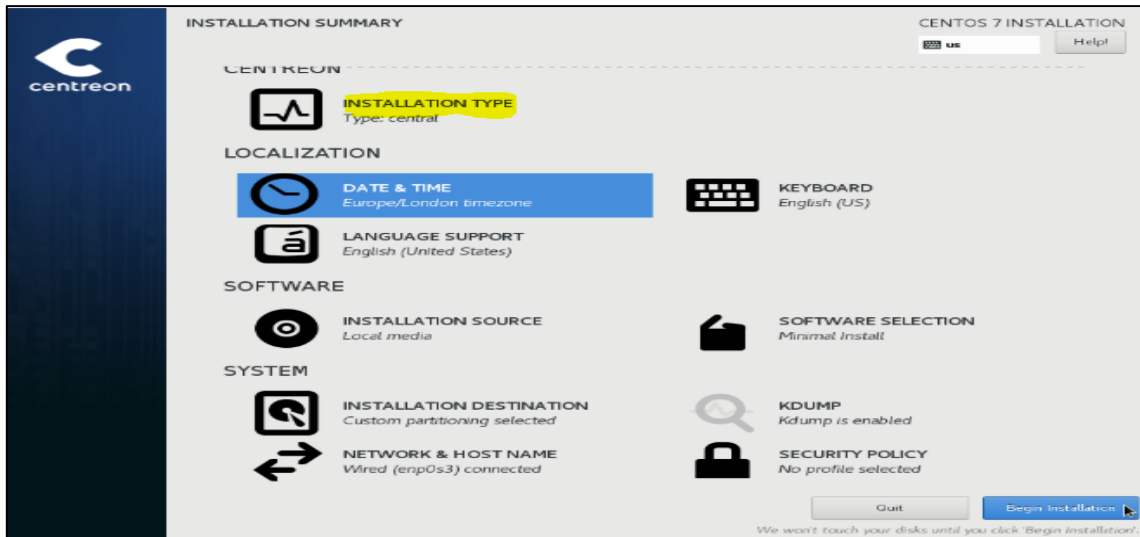 INSTALLATION SUMMARY
CENTOS 7 INSTALLATION
us
Help!
centreon
CENTREON
INSTALLATION TYPE
Type: central
LOCALIZATION
DATE & TIME
Europe/London timezone
KEYBOARD
English (US)
á
LANGUAGE SUPPORT
English (United States)
SOFTWARE
INSTALLATION SOURCE
Local media
SOFTWARE SELECTION
Minimal Install
SYSTEM
INSTALLATION DESTINATION
Custom partitioning selected
KDUMP
Kdump is enabled
NETWORK & HOST NAME
Wired (enp0s3) connected
SECURITY POLICY
No profile selected
Quit
Begin Installation
We won't touch your disks until you click 'Begin Installation'.